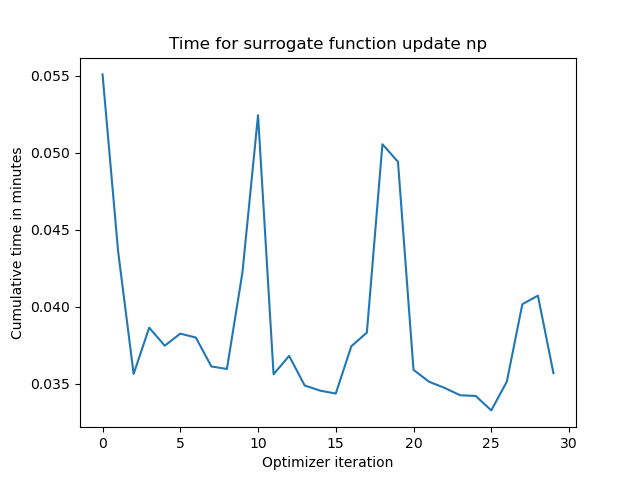 Time for surrogate function update np
Cumulative time in minutes
0.055
0.050
0.045
0.040
0.035
0 5 10 15 20 25 30
Optimizer iteration